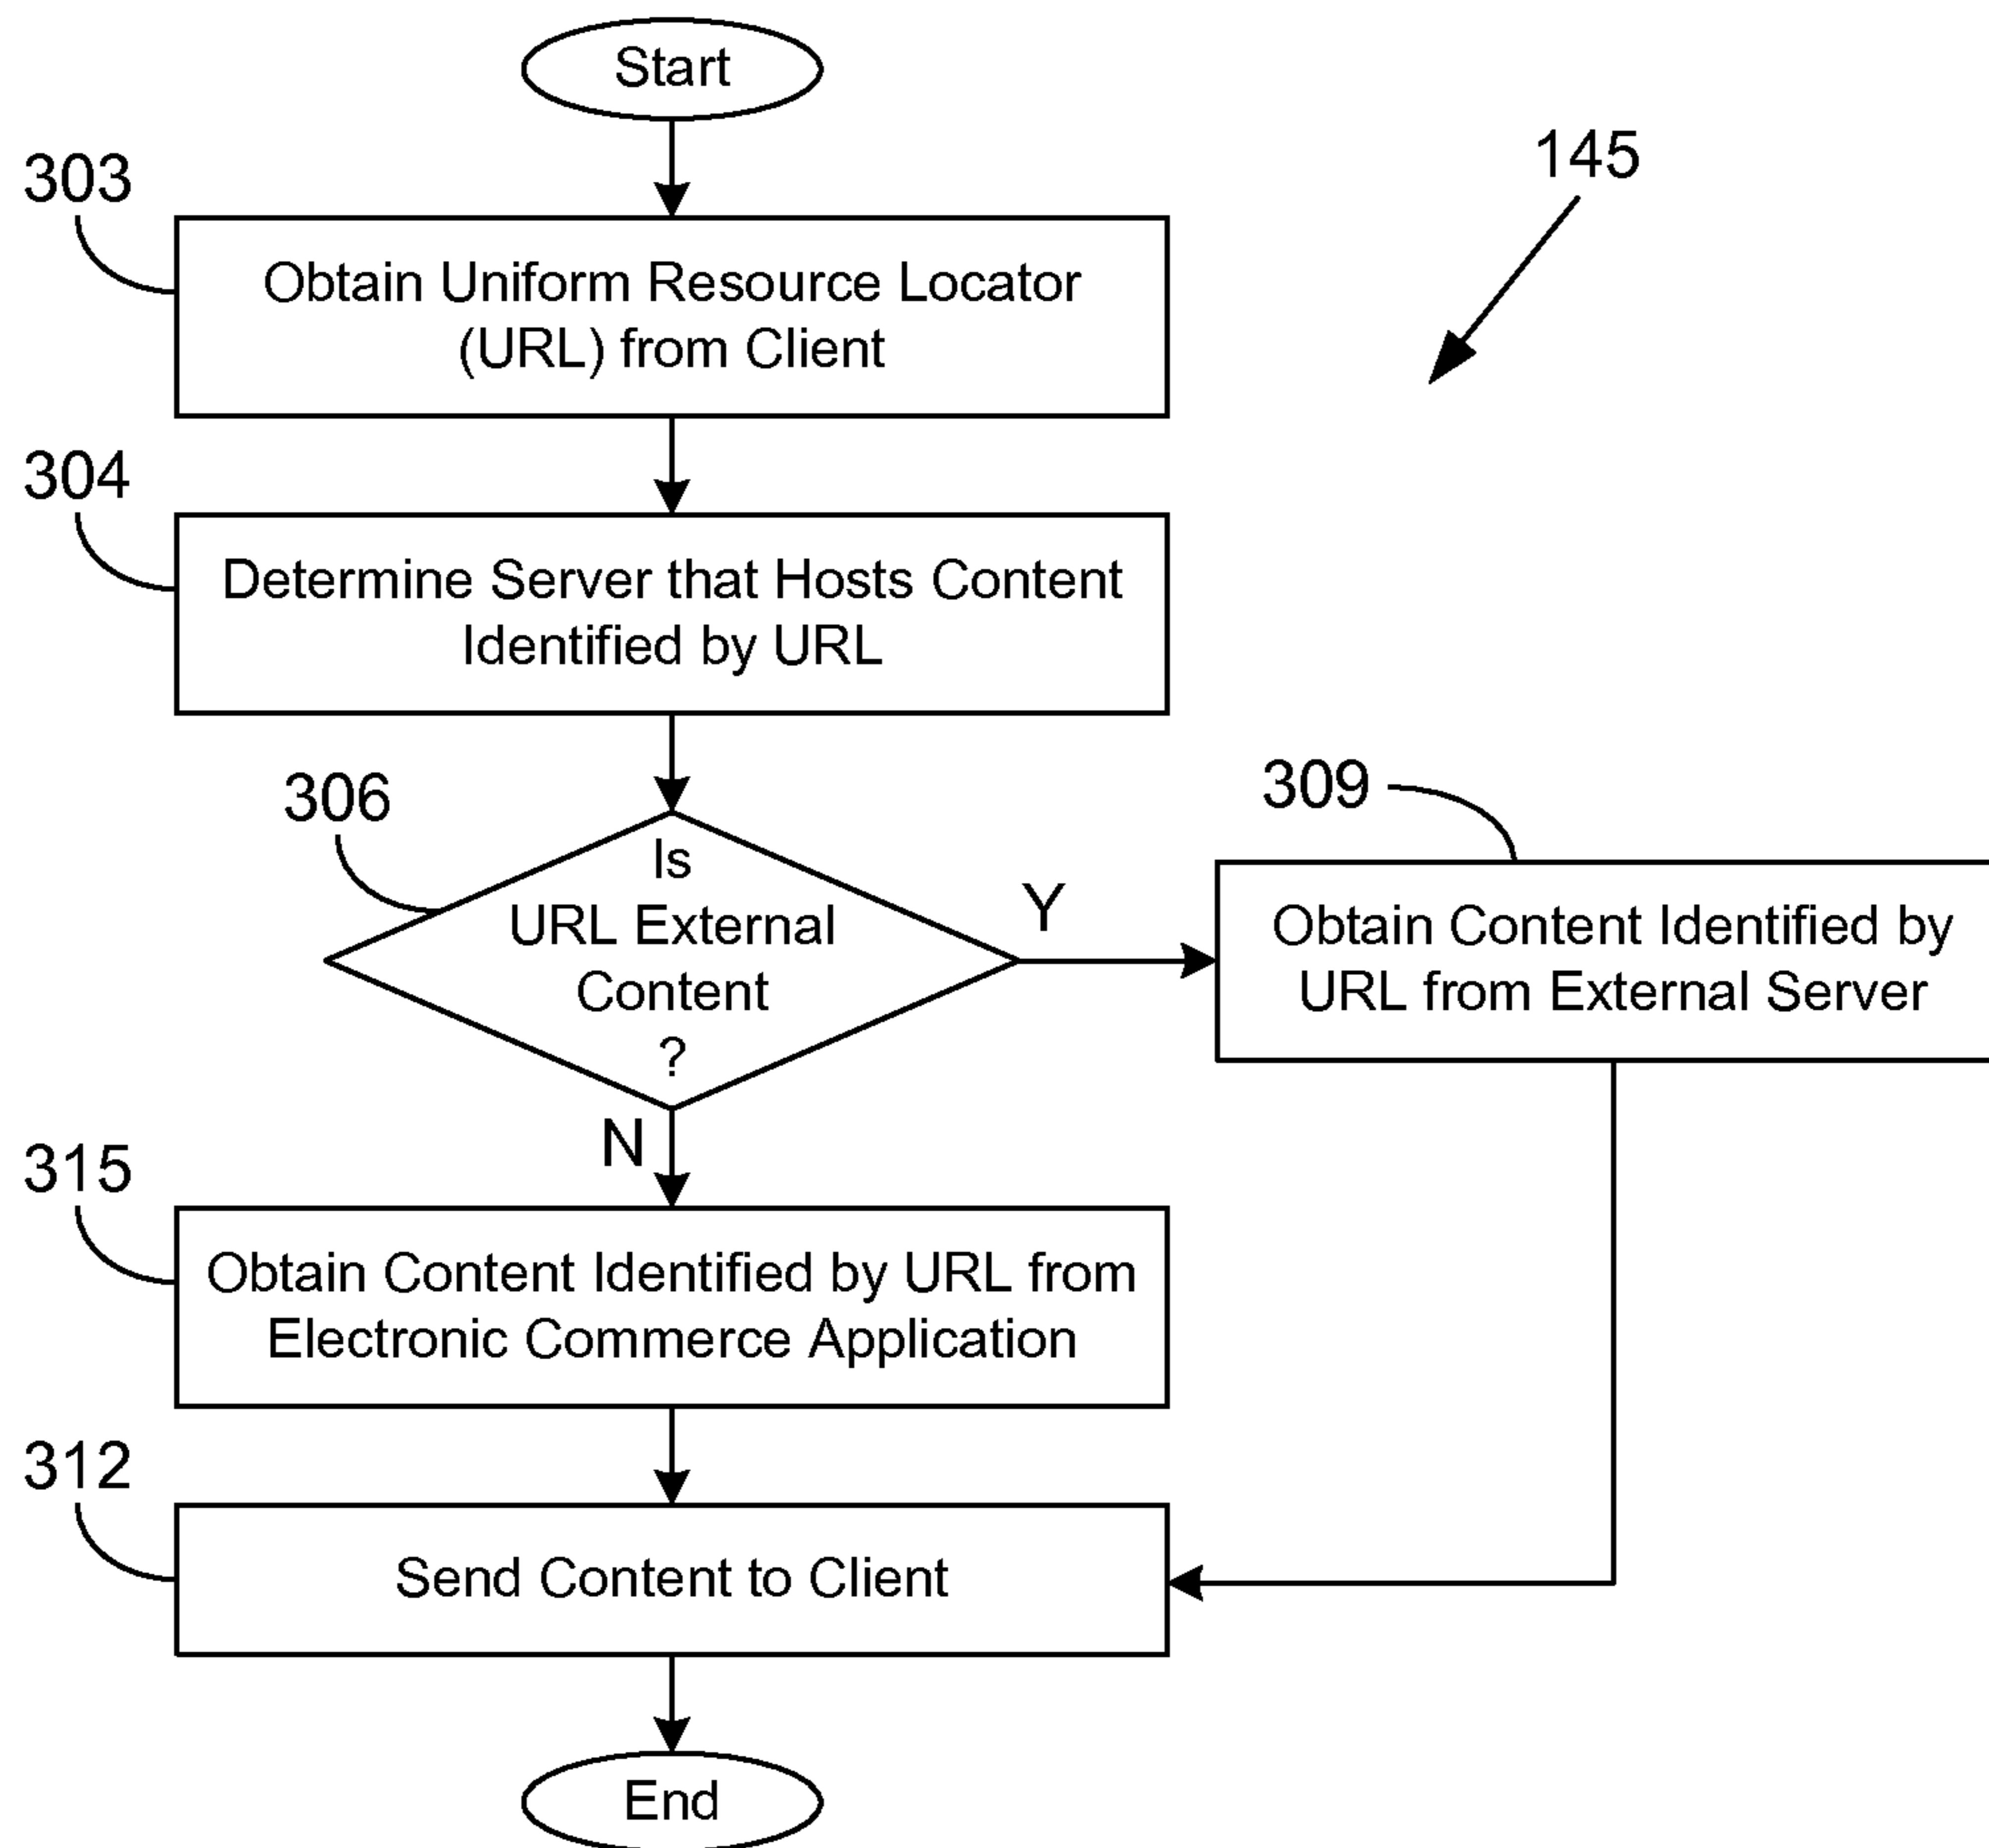 Start
145
303
Obtain Uniform Resource Locator
(URL) from Client
304
Determine Server that Hosts Content
Identified by URL
306
Is
URL External
Content
?
Y
N
309
Obtain Content Identified by
URL from External Server
315
Obtain Content Identified by URL from
Electronic Commerce Application
312
Send Content to Client
End